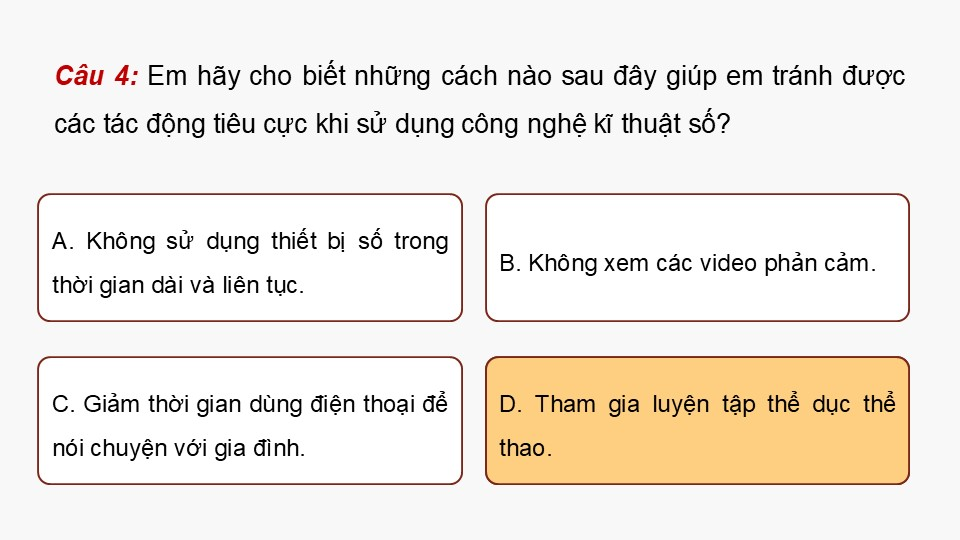 Câu 4: Em hãy cho biết những cách nào sau đây giúp em tránh được
các tác động tiêu cực khi sử dụng công nghệ kĩ thuật số?
A. Không sử dụng thiết bị số trong
thời gian dài và liên tục.
B. Không xem các video phản cảm.
C. Giảm thời gian dùng điện thoại để
nói chuyện với gia đình.
D. Tham gia luyện tập thể dục thể
thao.